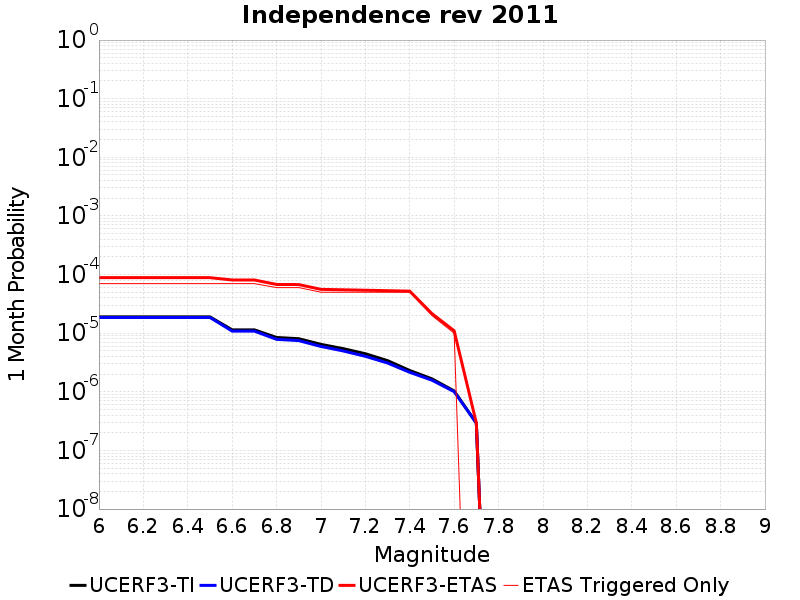 Independence rev 2011
10^0
10^-1
10^-2
10^-3
10^-4
10^-5
10^-6
10^-7
10^-8
1 Month Probability
6 6.2 6.4 6.6 6.8 7 7.2 7.4 7.6 7.8 8 8.2 8.4 8.6 8.8 9
Magnitude
UCERF3-TI UCERF3-TD UCERF3-ETAS ETAS Triggered Only